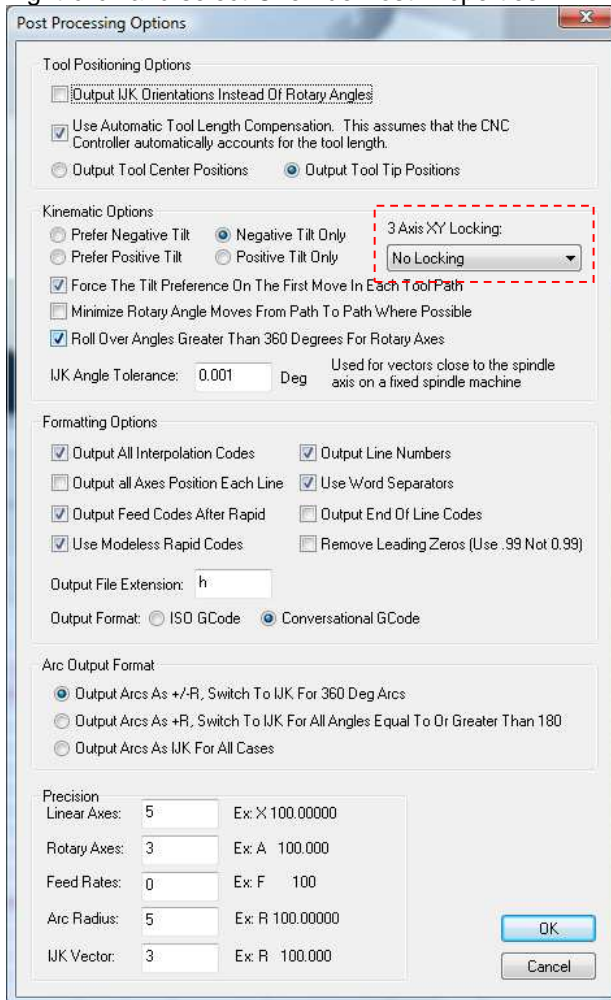 Post Processing Options
Tool Positioning Options
Output IJK Orientations Instead Of Rotary Angles
Use Automatic Tool Length Compensation. This assumes that the CNC
Controller automatically accounts for the tool length.
Output Tool Center Positions Output Tool Tip Positions
Kinematic Options
3 Axis XY Locking:
Prefer Negative Tilt Negative Tilt Only
Prefer Positive Tilt Positive Tilt Only
No Locking
Force The Tilt Preference On The First Move In Each Tool Path
Minimize Rotary Angle Moves From Path To Path Where Possible
Roll Over Angles Greater Than 360 Degrees For Rotary Axes
IJK Angle Tolerance: 0.001 Deg
Used for vectors close to the spindle
axis on a fixed spindle machine
Formatting Options
Output All Interpolation Codes Output Line Numbers
Output all Axes Position Each Line Use Word Separators
Output Feed Codes After Rapid Output End Of Line Codes
Use Modeless Rapid Codes Remove Leading Zeros (Use .99 Not 0.99)
Output File Extension: h
Output Format: ISO GCode Conversational GCode
Arc Output Format
Output Arcs As +/-R, Switch To IJK For 360 Deg Arcs
Output Arcs As +R, Switch To IJK For All Angles Equal To Or Greater Than 180
Output Arcs As IJK For All Cases
Precision
Linear Axes: 5 Ex: X 100.00000
Rotary Axes: 3 Ex: A 100.000
Feed Rates: 0 Ex: F 100
Arc Radius: 5 Ex: R 100.00000
IJK Vector: 3 Ex: R 100.000
OK
Cancel